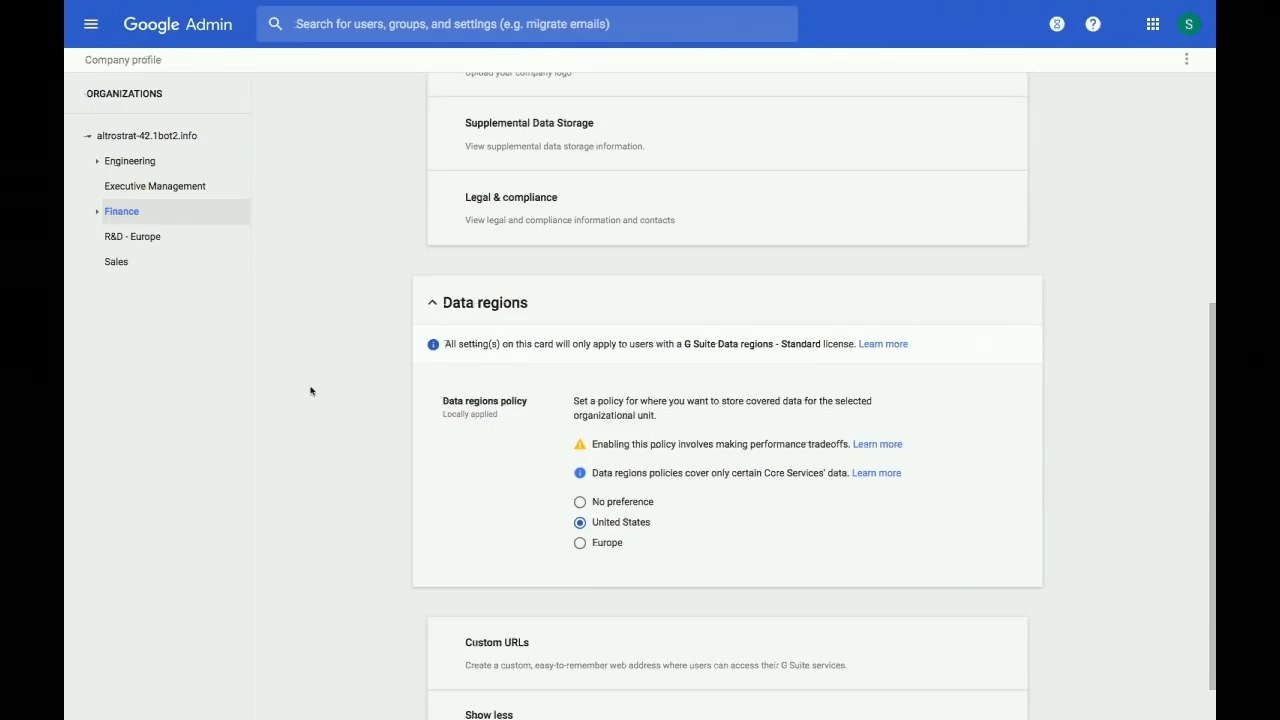 Google Admin
Search for users, groups, and settings (e.g. migrate emails)
S
Company profile
ORGANIZATIONS
altrostrat-42.1bot2.info
Engineering
Executive Management
Finance
R&D - Europe
Sales
Upload your company logo
Supplemental Data Storage
View supplemental data storage information.
Legal & compliance
View legal and compliance information and contacts
Data regions
All setting(s) on this card will only apply to users with a G Suite Data regions - Standard license. Learn more
Data regions policy
Locally applied
Set a policy for where you want to store covered data for the selected
organizational unit.
Enabling this policy involves making performance tradeoffs. Learn more
Data regions policies cover only certain Core Services' data. Learn more
No preference
United States
Europe
Custom URLs
Create a custom, easy-to-remember web address where users can access their G Suite services.
Show less